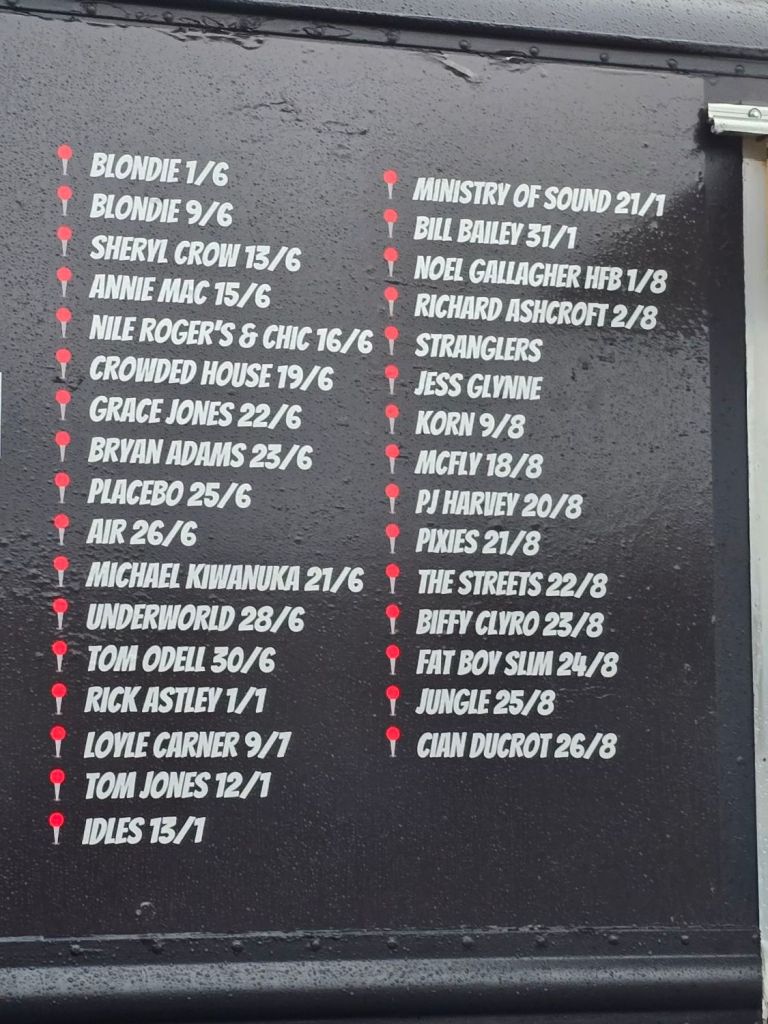 BLONDIE 1/6
BLONDIE 9/6
SHERYL CROW 13/6
ANNIE MAC 15/6
NILE ROGER'S & CHIC 16/6
CROWDED HOUSE 19/6
GRACE JONES 22/6
BRYAN ADAMS 23/6
PLACEBO 25/6
AIR 26/6
MICHAEL KIWANUKA 21/6
UNDERWORLD 28/6
TOM ODELL 30/6
RICK ASTLEY 1/1
LOYLE CARNER 9/7
TOM JONES 12/1
IDLES 13/1
MINISTRY OF SOUND 21/1
BILL BAILEY 31/1
NOEL GALLAGHER HFB 1/8
RICHARD ASHCROFT 2/8
STRANGLERS
JESS GLYNNE
KORN 9/8
MCFLY 18/8
PJ HARVEY 20/8
PIXIES 21/8
THE STREETS 22/8
BIFFY CLYRO 23/8
FAT BOY SLIM 24/8
JUNGLE 25/8
CIAN DUCROT 26/8